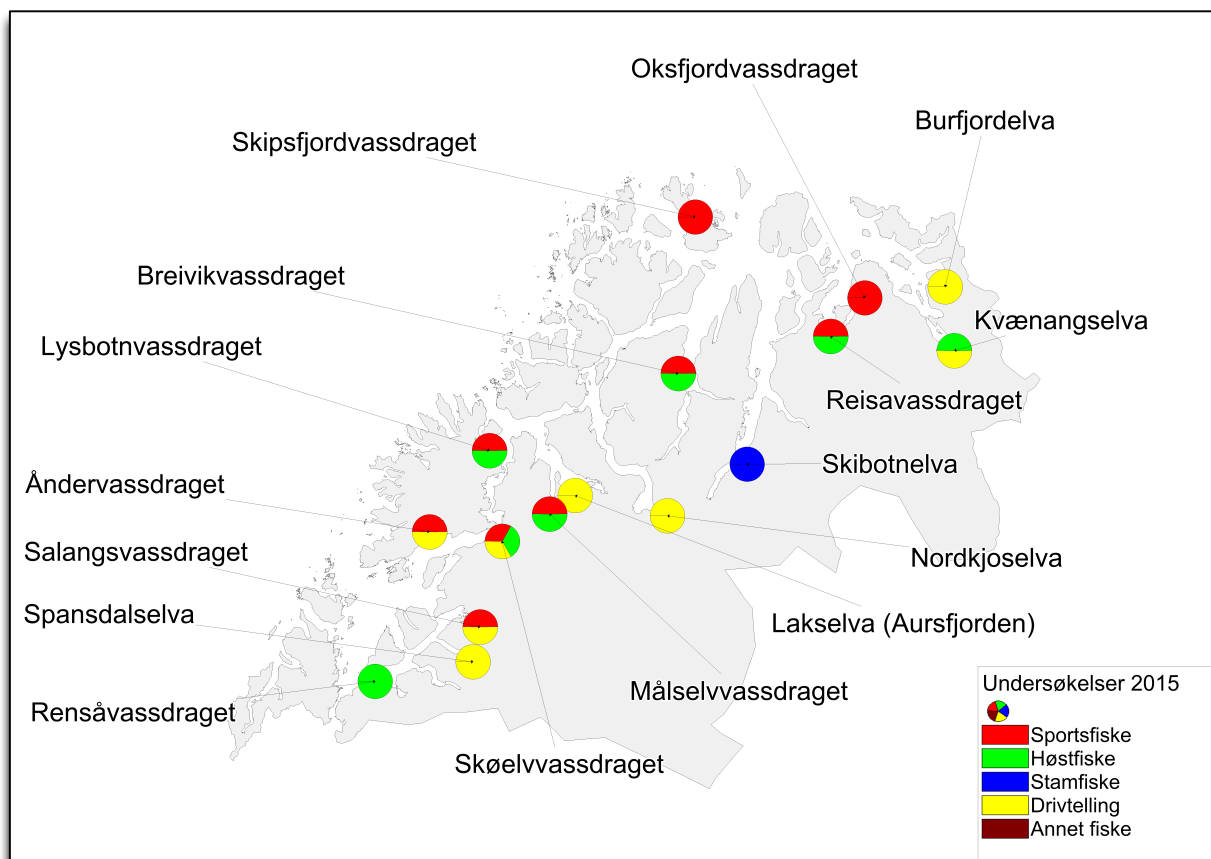 Oksfjordvassdraget
Burfjordelva
Skipsfjordvassdraget
Breivikvassdraget
Kvænangselva
Lysbotnvassdraget
Reisavassdraget
Skibotnelva
Åndervassdraget
Salangsvassdraget
Nordkjoselva
Spansdalselva
Lakselva (Aursfjorden)
Målselvvassdraget
Rensåvassdraget
Skøelvvassdraget
Undersøkelser 2015
Sportsfiske
Høstfiske
Stamfiske
Drivtelling
Annet fiske